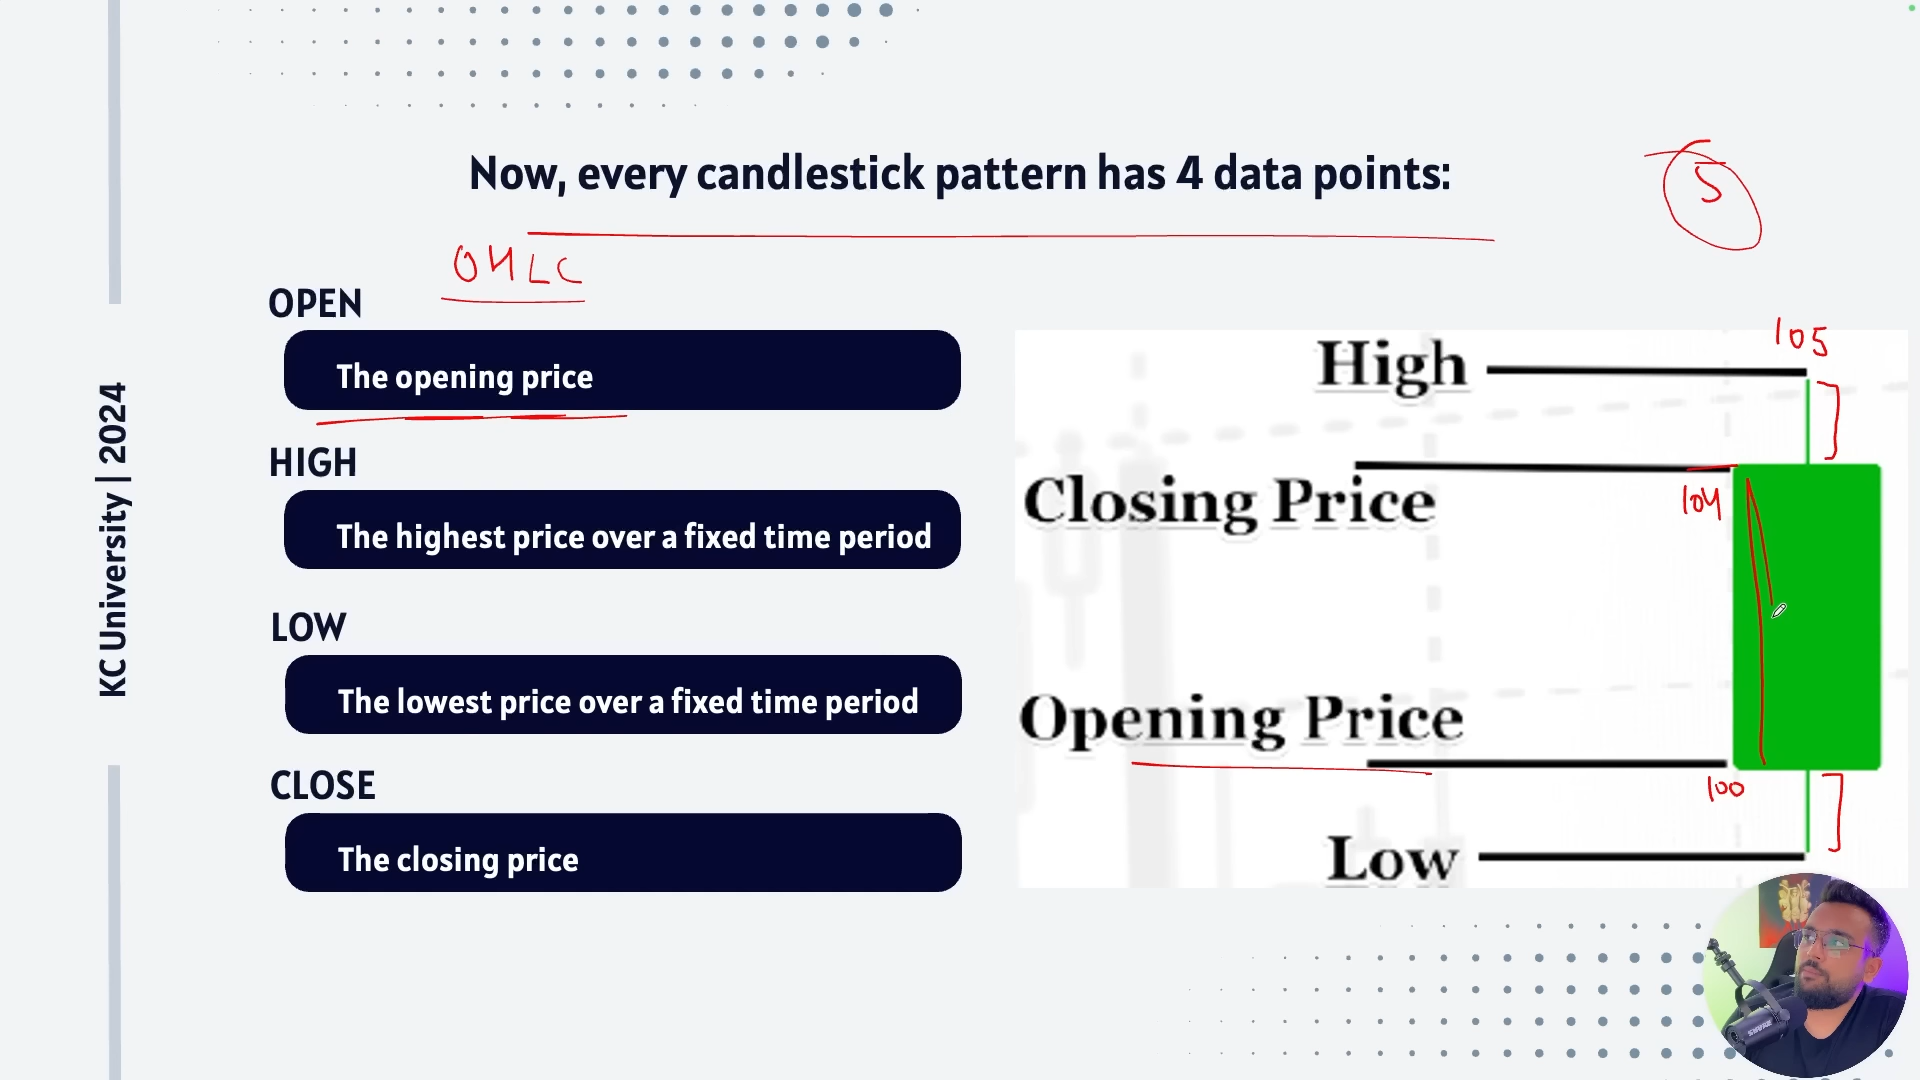 Now, every candlestick pattern has 4 data points:
5
OHLC
OPEN
The opening price
HIGH
The highest price over a fixed time period
LOW
The lowest price over a fixed time period
CLOSE
The closing price
KC University | 2024
105
High
Closing Price
104
Opening Price
100
Low